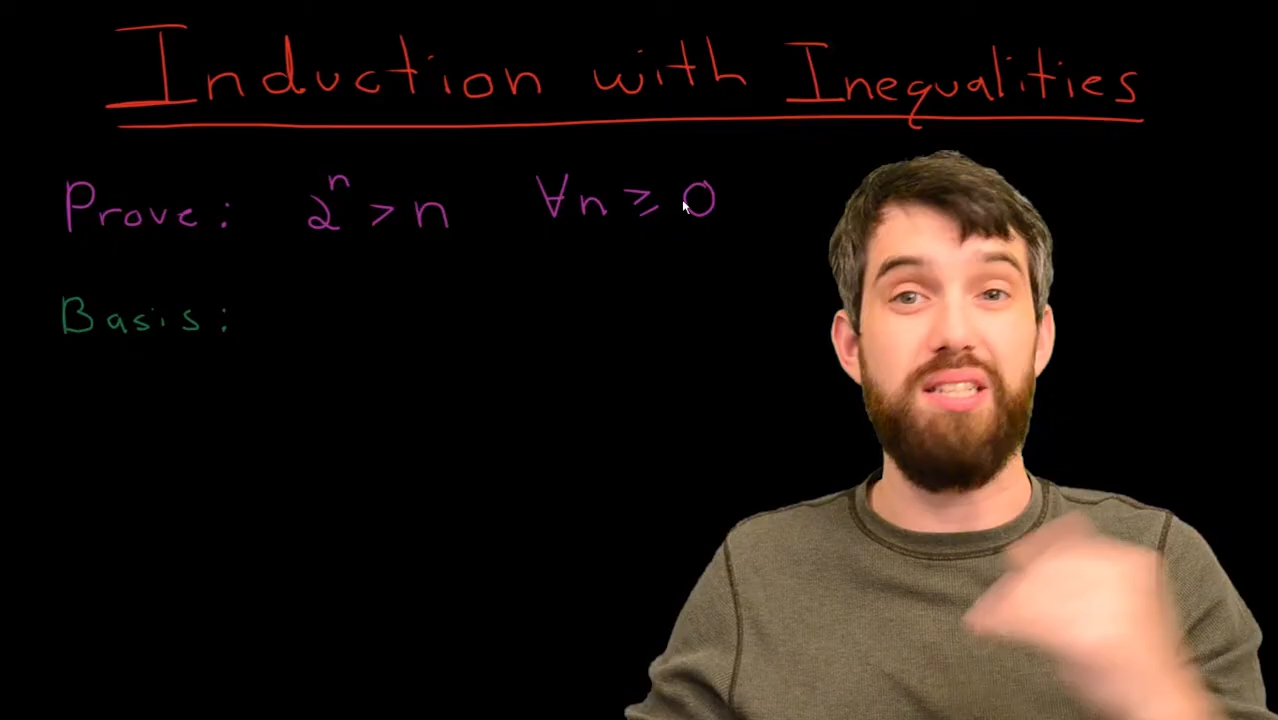 Induction with Inequalities
Prove: 2ⁿ > n ∀n ≥ 0
Basis: